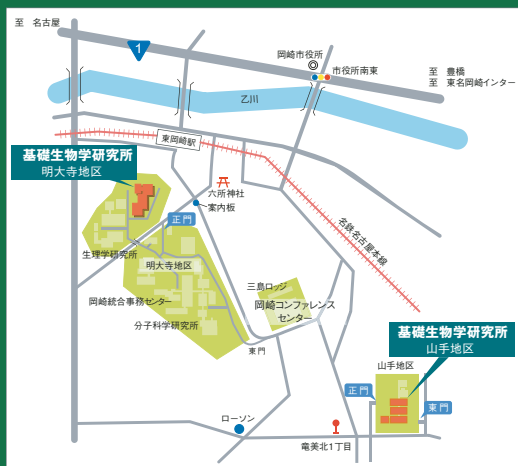 至 名古屋
1
岡崎市役所
市役所南東
至 豊橋
至 東名岡崎インター
乙川
東岡崎駅
基礎生物学研究所
明大寺地区
六所神社
案内板
正門
名鉄名古屋本線
生理学研究所
明大寺地区
三島ロッジ
岡崎コンファレンス
センター
岡崎統合事務センター
分子科学研究所
東門
基礎生物学研究所
山手地区
山手地区
正門
東門
ローソン
竜美北1丁目